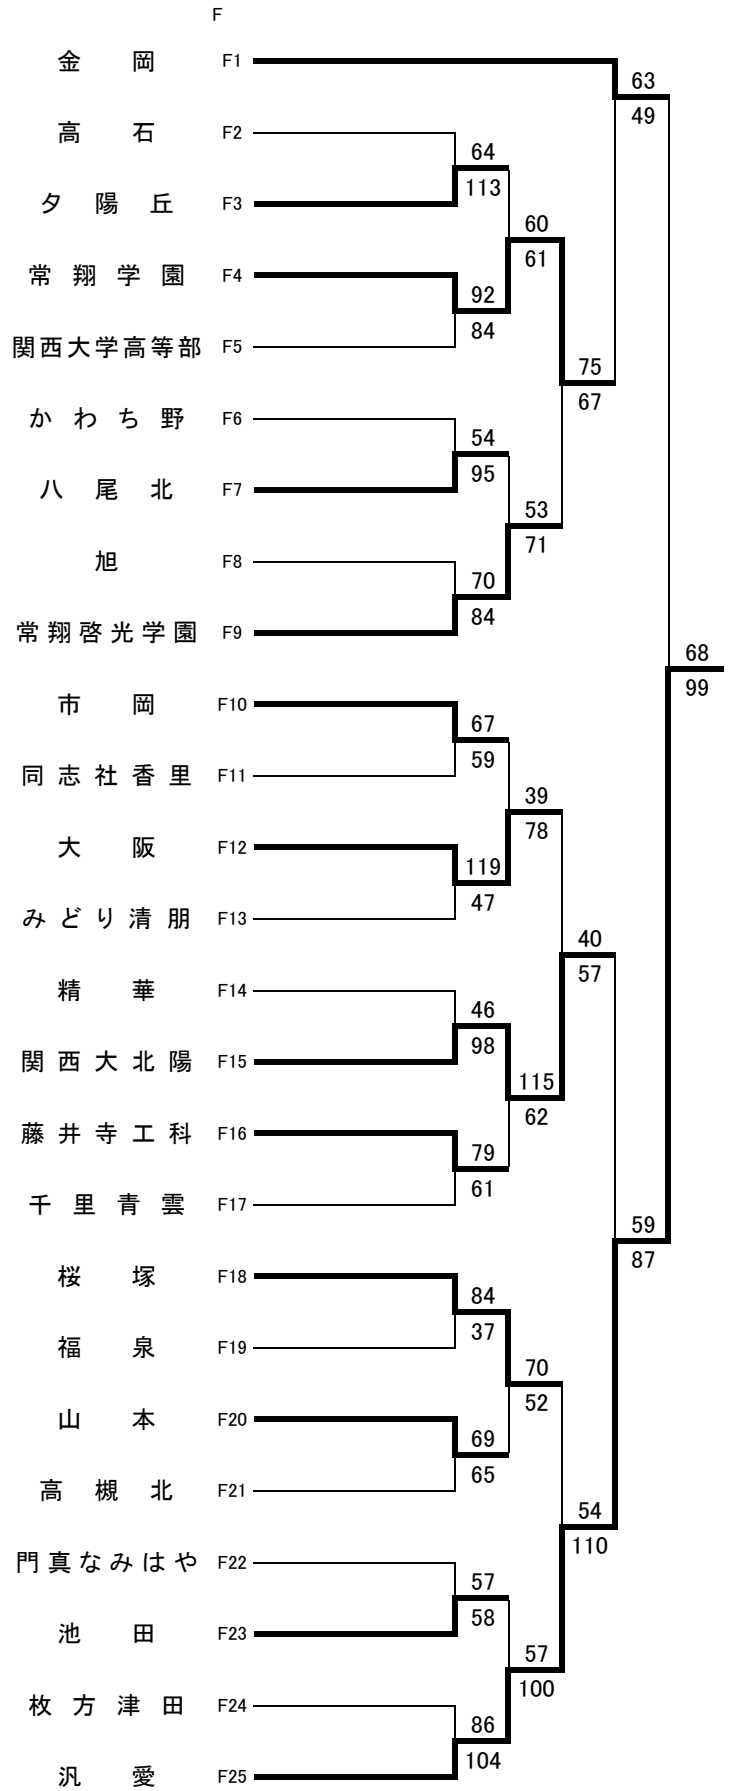 F
金岡 F1
63
49
高石 F2
64
113
夕陽丘 F3
60
61
常翔学園 F4
92
84
関西大学高等部 F5
75
67
かわち野 F6
54
95
八尾北 F7
53
71
旭 F8
70
84
常翔啓光学園 F9
68
99
市岡 F10
67
59
同志社香里 F11
39
78
大阪 F12
119
47
みどり清朋 F13
40
57
精華 F14
46
98
関西大北陽 F15
115
62
藤井寺工科 F16
79
61
千里青雲 F17
59
87
桜塚 F18
84
37
福泉 F19
70
52
山本 F20
69
65
高槻北 F21
54
110
門真なみはや F22
57
58
池田 F23
57
100
枚方津田 F24
86
104
汎愛 F25